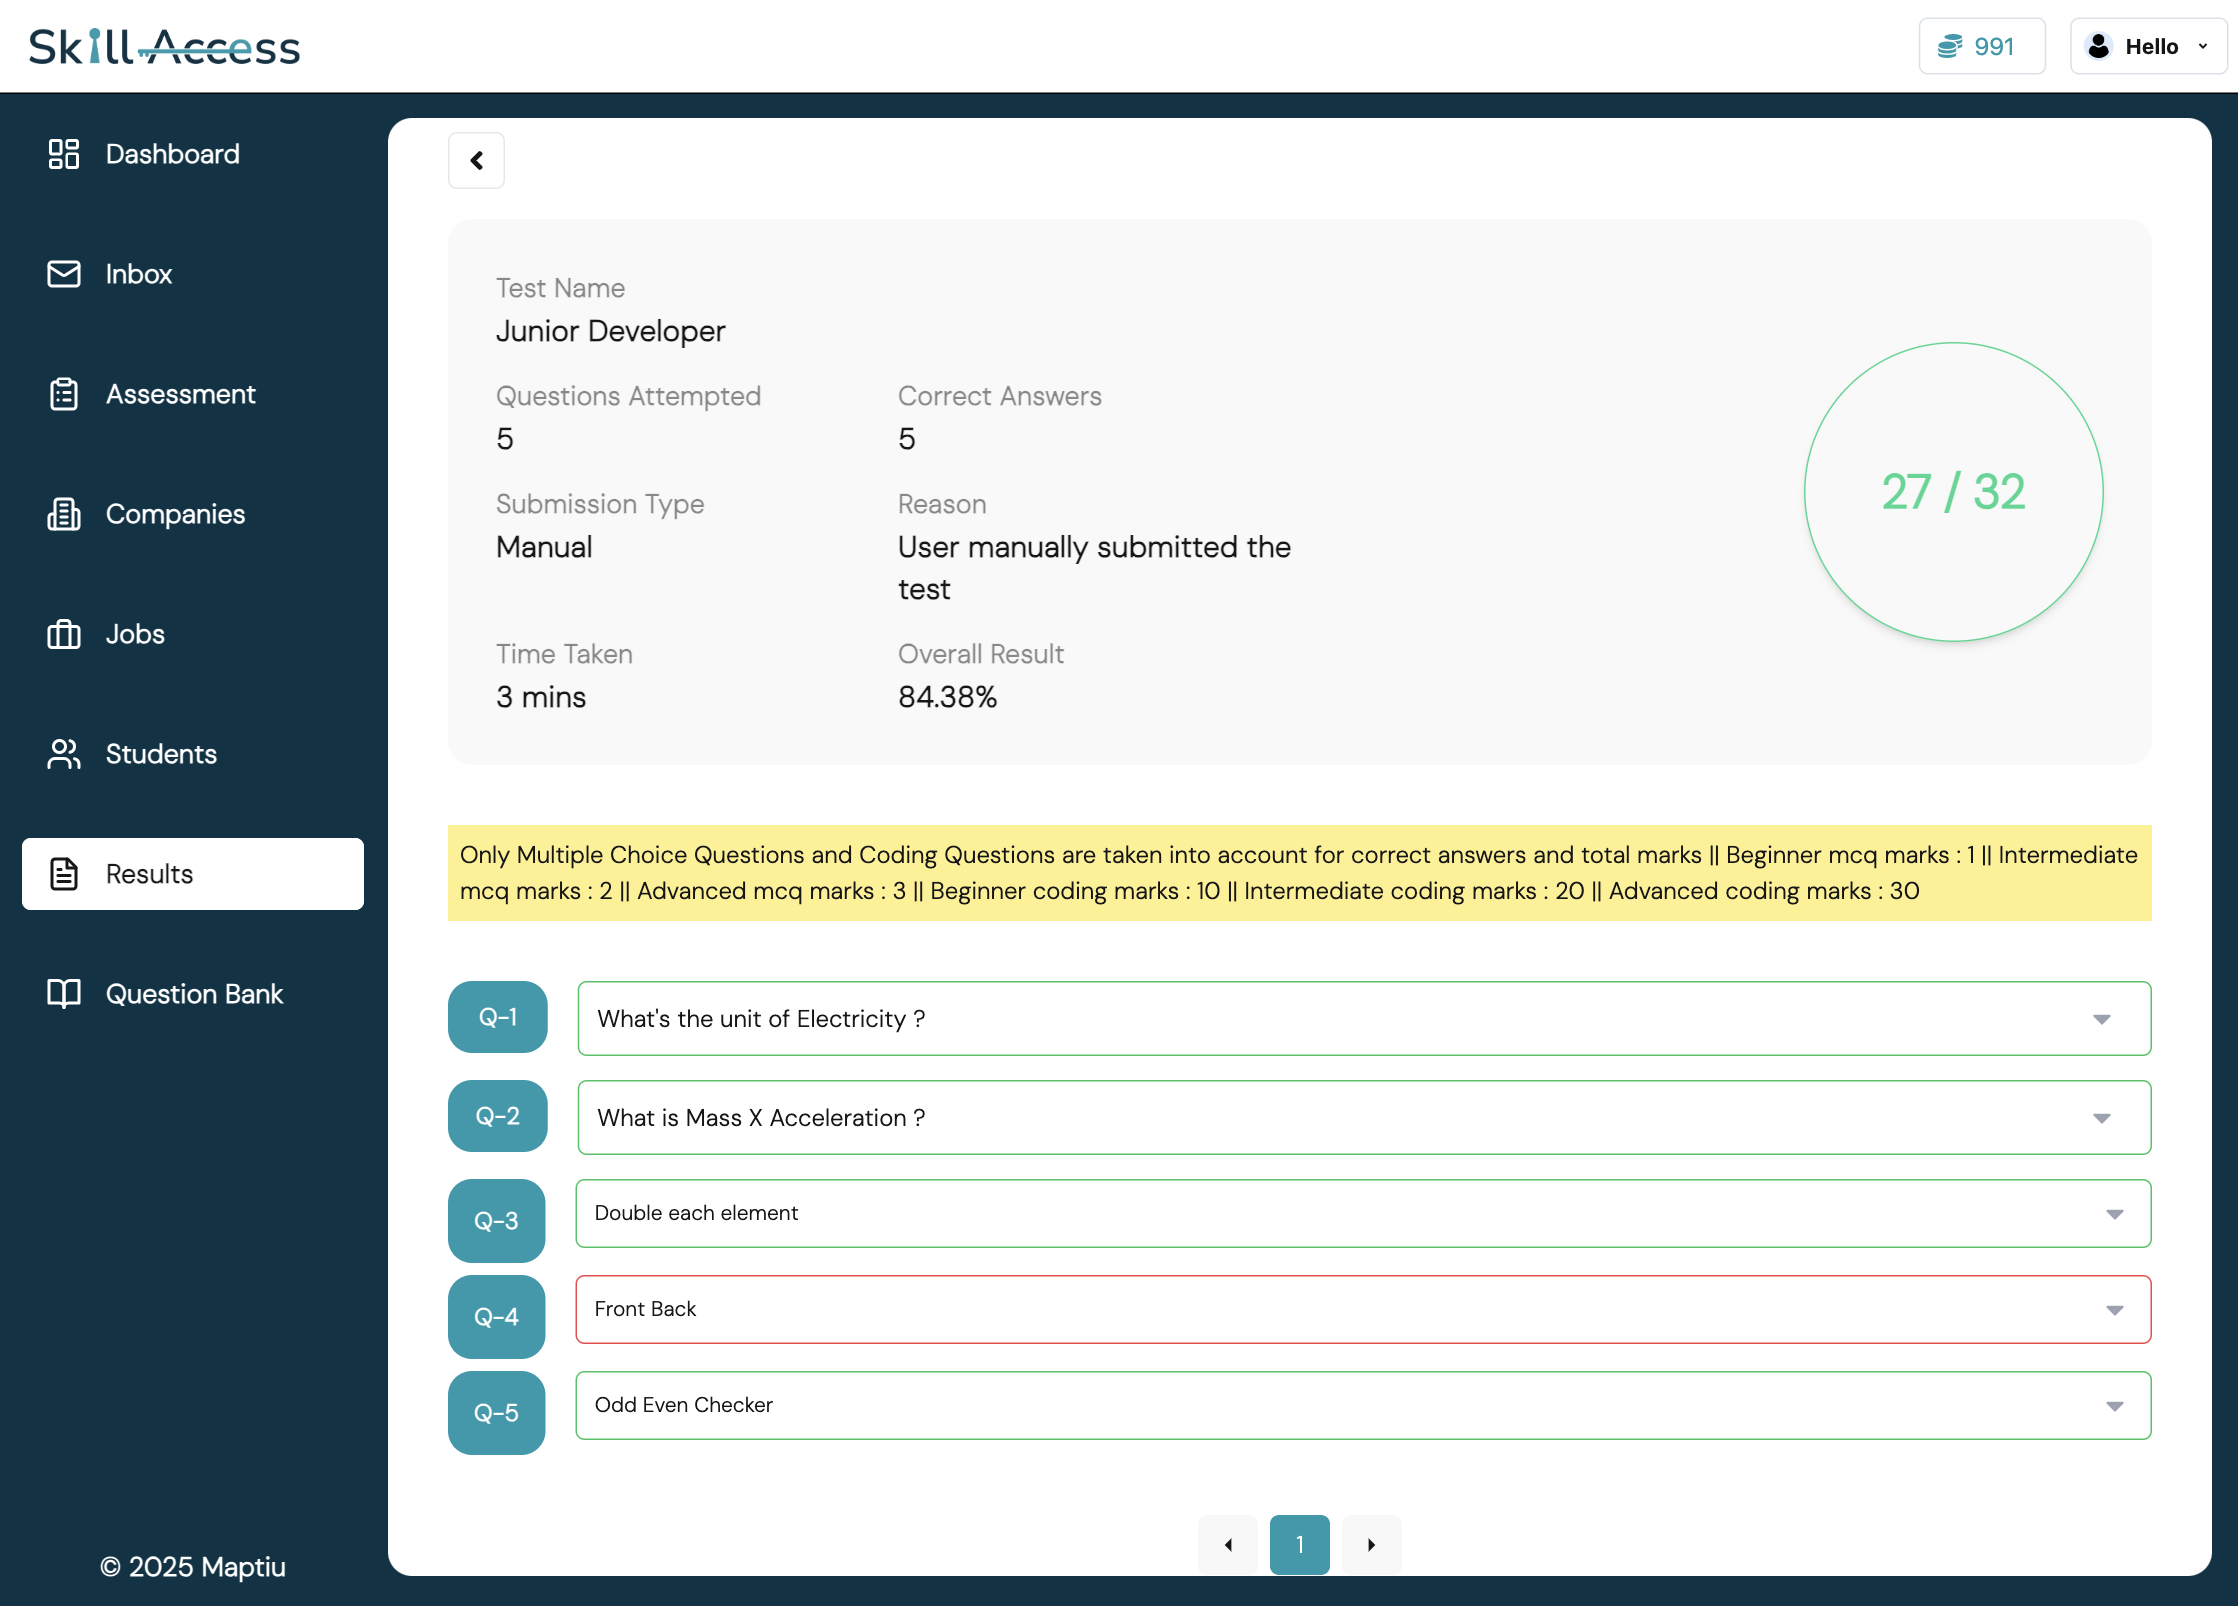 Skill Access
991
Hello
Dashboard
Inbox
Assessment
Companies
Jobs
Students
Results
Question Bank
© 2025 Maptiu
Test Name
Junior Developer
Questions Attempted
5
Correct Answers
5
Submission Type
Manual
Reason
User manually submitted the
test
Time Taken
3 mins
Overall Result
84.38%
27 / 32
Only Multiple Choice Questions and Coding Questions are taken into account for correct answers and total marks || Beginner mcq marks : 1 || Intermediate
mcq marks : 2 || Advanced mcq marks : 3 || Beginner coding marks : 10 || Intermediate coding marks : 20 || Advanced coding marks : 30
Q-1
What's the unit of Electricity ?
Q-2
What is Mass X Acceleration ?
Q-3
Double each element
Q-4
Front Back
Q-5
Odd Even Checker
1